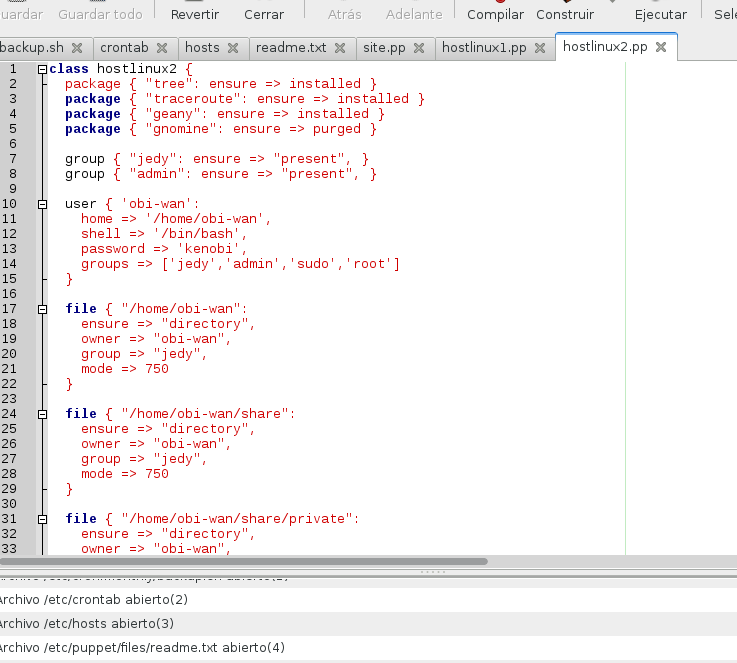 Guardar todo Revertir Cerrar Atrás Adelante Compilar Construir Ejecutar
backup.sh crontab hosts readme.txt site.pp hostlinux1.pp hostlinux2.pp
1 class hostlinux2 {
2 package { "tree": ensure => installed }
3 package { "traceroute": ensure => installed }
4 package { "geany": ensure => installed }
5 package { "gnomine": ensure => purged }
6
7 group { "jedy": ensure => "present", }
8 group { "admin": ensure => "present", }
9
10 user { 'obi-wan':
11 home => '/home/obi-wan',
12 shell => '/bin/bash',
13 password => 'kenobi',
14 groups => ['jedy','admin','sudo','root']
15 }
16
17 file { "/home/obi-wan":
18 ensure => "directory",
19 owner => "obi-wan",
20 group => "jedy",
21 mode => 750
22 }
23
24 file { "/home/obi-wan/share":
25 ensure => "directory",
26 owner => "obi-wan",
27 group => "jedy",
28 mode => 750
29 }
30
31 file { "/home/obi-wan/share/private":
32 ensure => "directory",
33 owner => "obi-wan",
Archivo /etc/crontab abierto(2)
Archivo /etc/hosts abierto(3)
Archivo /etc/puppet/files/readme.txt abierto(4)